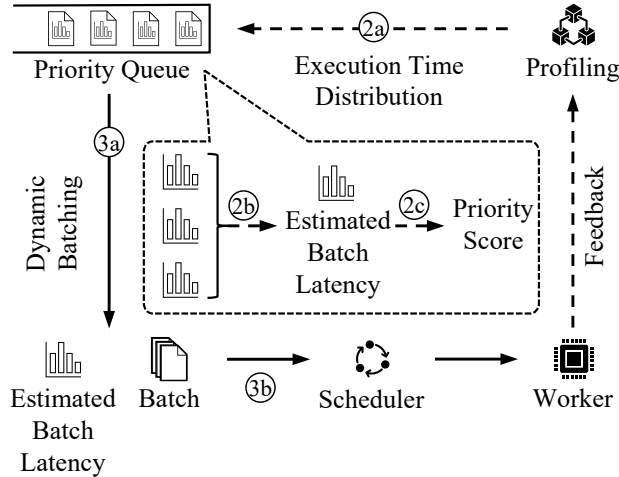 2a
Priority Queue
Execution Time
Distribution
Profiling
3a
Dynamic
Batching
2b
Estimated
Batch
Latency
2c
Priority
Score
Feedback
Estimated
Batch
Latency
Batch
3b
Scheduler
Worker